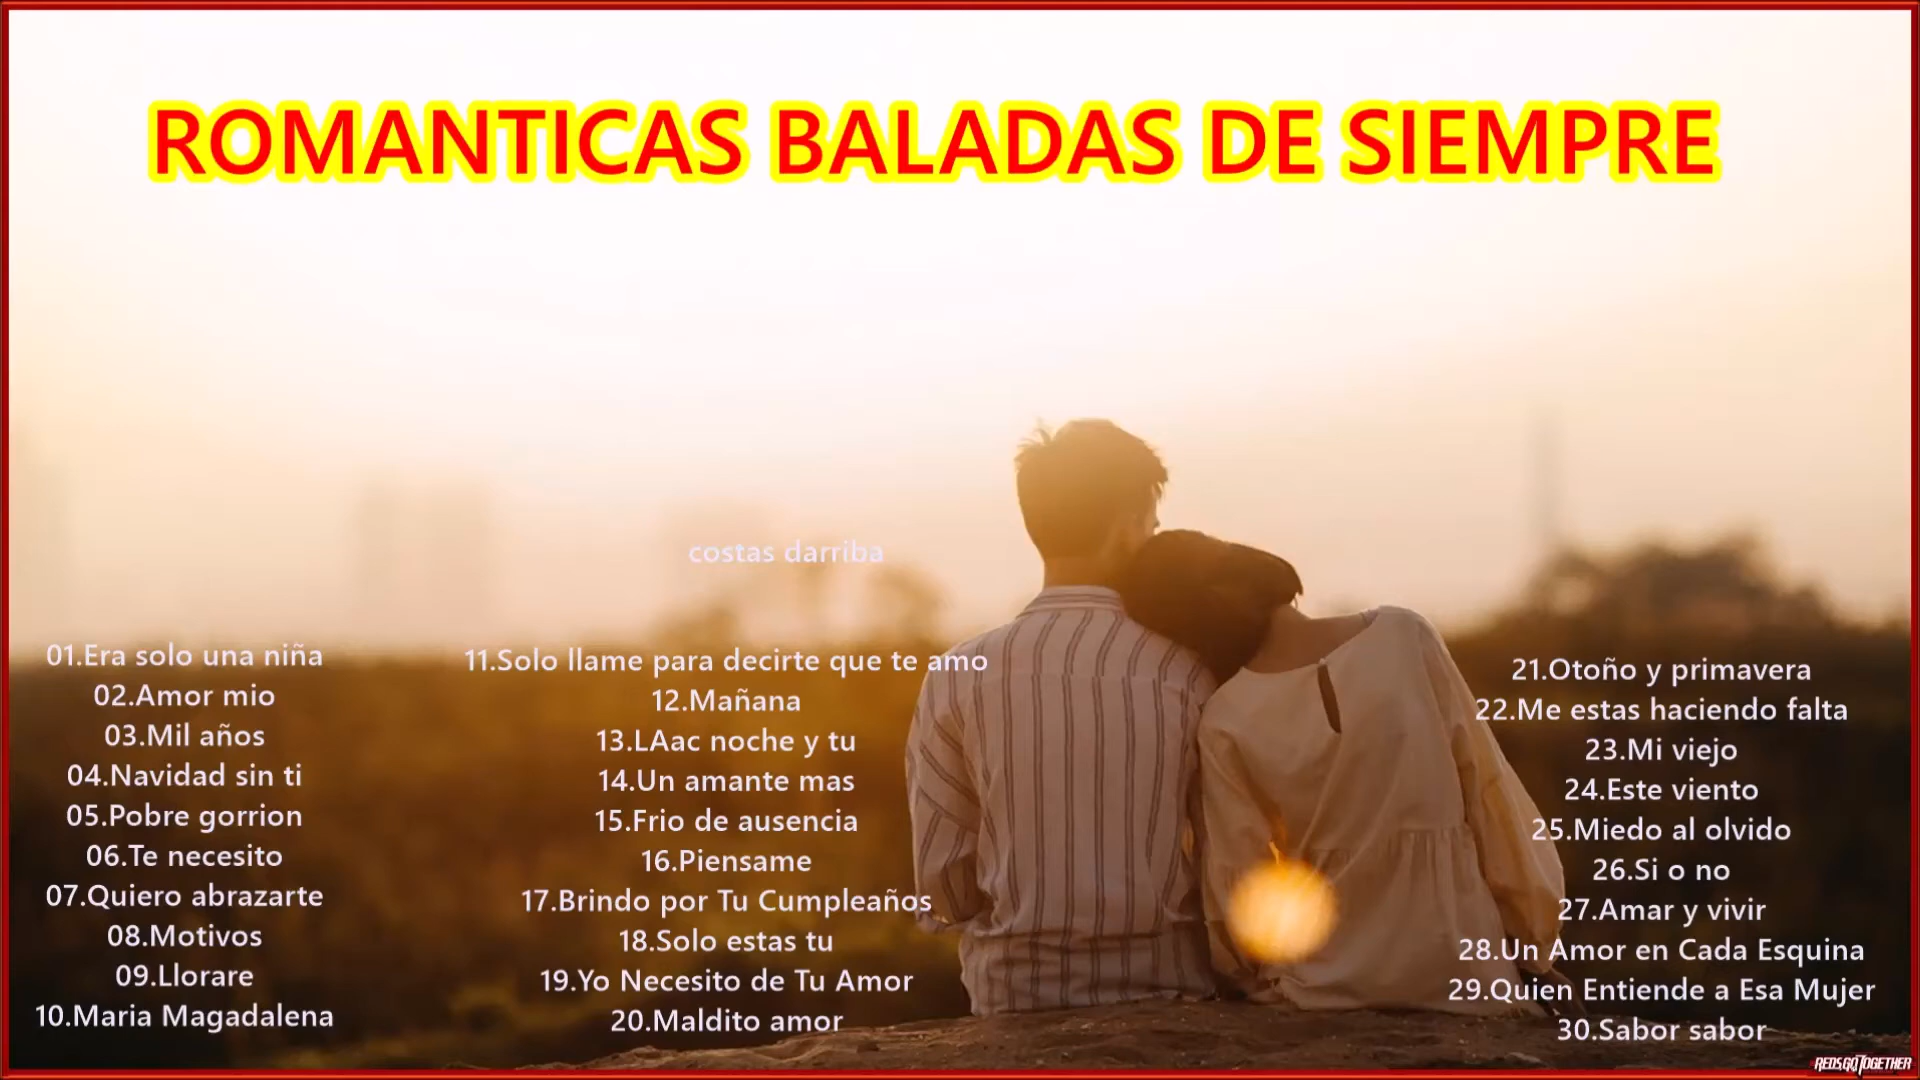 ROMANTICAS BALADAS DE SIEMPRE
costas darriba
01.Era solo una niña
02.Amor mio
03.Mil años
04.Navidad sin ti
05.Pobre gorrion
06.Te necesito
07.Quiero abrazarte
08.Motivos
09.Llorare
10.Maria Magadalena
11.Solo llame para decirte que te amo
12.Mañana
13.LAac noche y tu
14.Un amante mas
15.Frio de ausencia
16.Piensame
17.Brindo por Tu Cumpleaños
18.Solo estas tu
19.Yo Necesito de Tu Amor
20.Maldito amor
21.Otoño y primavera
22.Me estas haciendo falta
23.Mi viejo
24.Este viento
25.Miedo al olvido
26.Si o no
27.Amar y vivir
28.Un Amor en Cada Esquina
29.Quien Entiende a Esa Mujer
30.Sabor sabor
REDS,GOTOGETHER